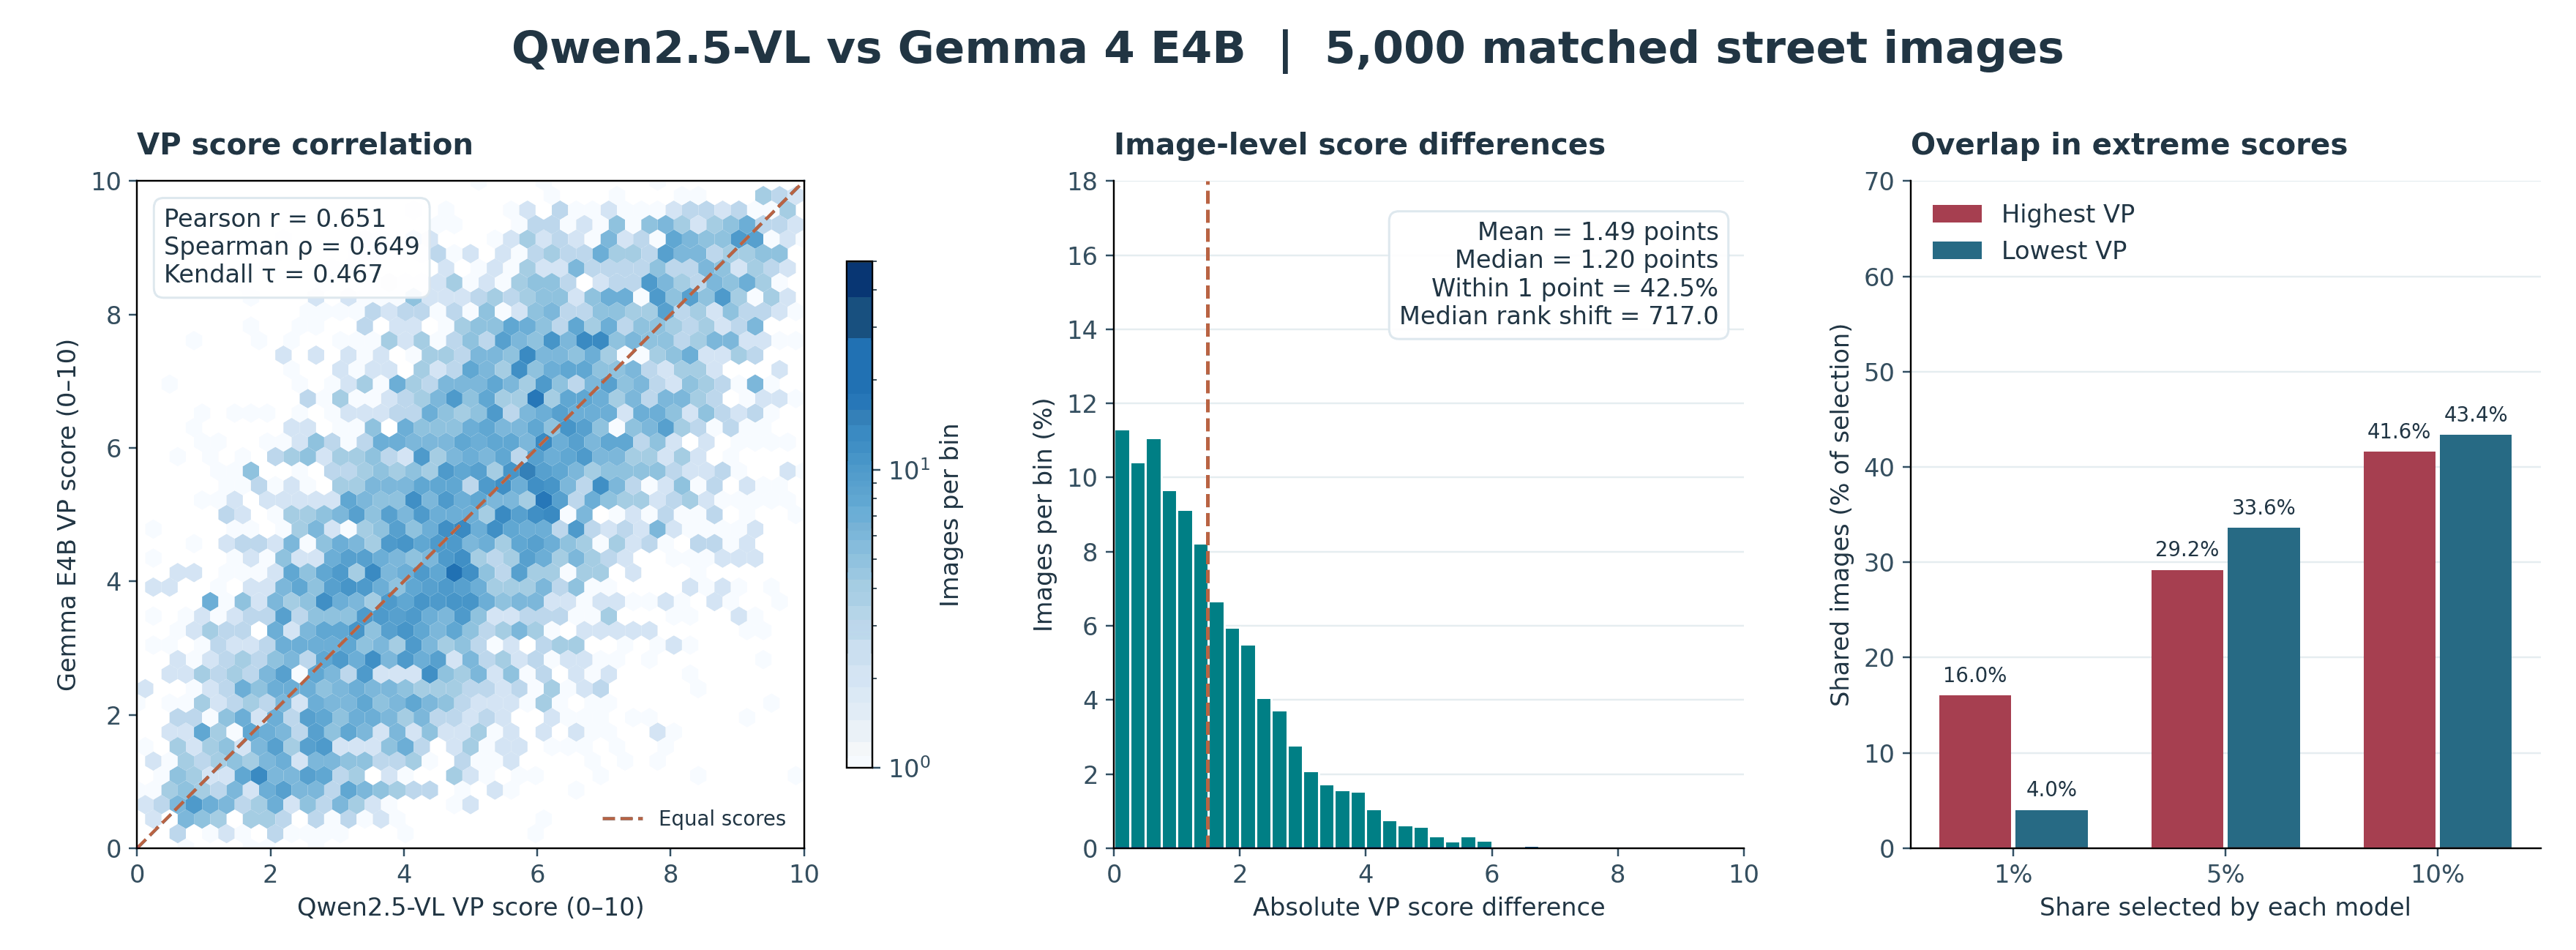 Qwen2.5-VL vs Gemma 4 E4B | 5,000 matched street images
VP score correlation
Pearson r = 0.651
Spearman ρ = 0.649
Kendall τ = 0.467
10
8
6
4
2
0
Gemma E4B VP score (0–10)
0 2 4 6 8 10
Qwen2.5-VL VP score (0–10)
Equal scores
10¹
10⁰
Images per bin
Image-level score differences
Mean = 1.49 points
Median = 1.20 points
Within 1 point = 42.5%
Median rank shift = 717.0
18
16
14
12
10
8
6
4
2
0
Images per bin (%)
0 2 4 6 8 10
Absolute VP score difference
Overlap in extreme scores
Highest VP
Lowest VP
70
60
50
40
30
20
10
0
Shared images (% of selection)
16.0%
4.0%
29.2%
33.6%
41.6%
43.4%
1% 5% 10%
Share selected by each model